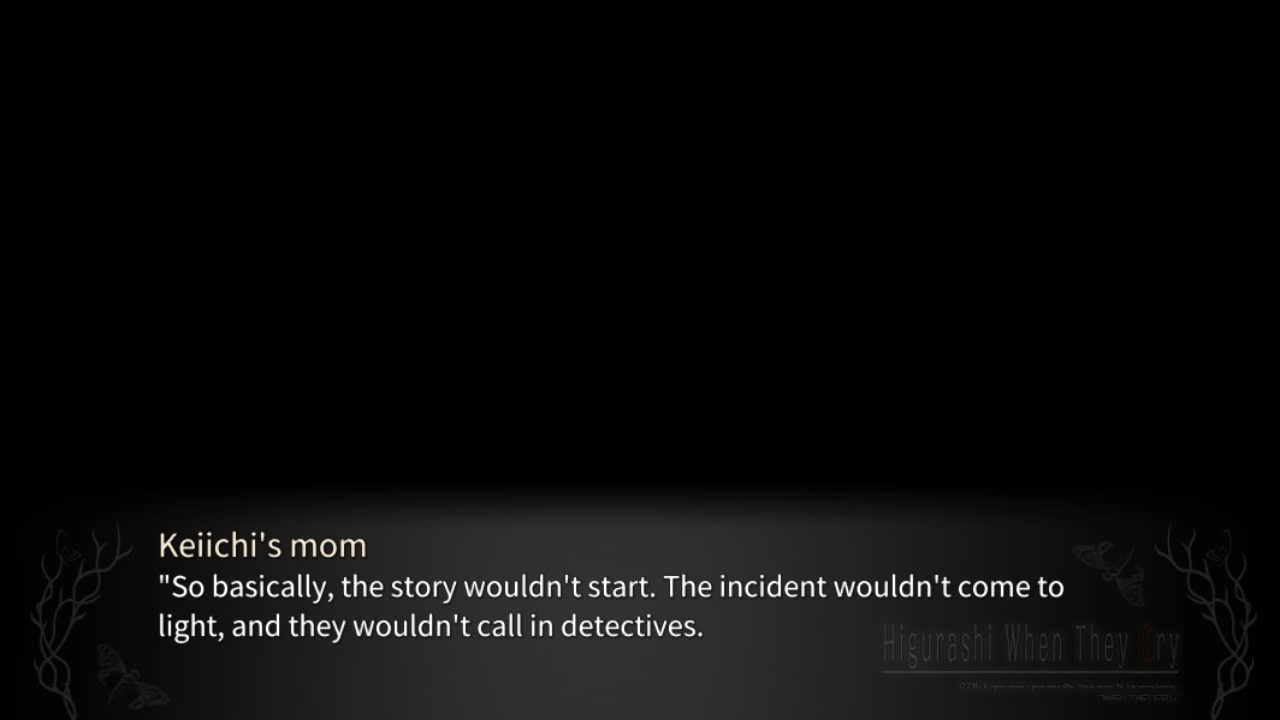 Keiichi's mom
"So basically, the story wouldn't start. The incident wouldn't come to
light, and they wouldn't call in detectives.
Higurashi When They Cry